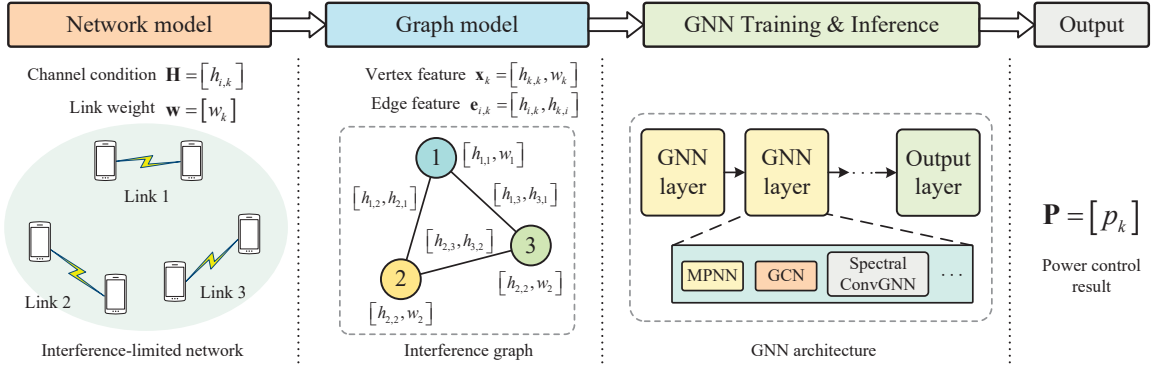 Network model
Graph model
GNN Training & Inference
Output
Channel condition H = [h_{i,k}]
Link weight w = [w_k]
Link 1
Link 2
Link 3
Interference-limited network
Vertex feature x_k = [h_{k,k}, w_k]
Edge feature e_{i,k} = [h_{i,k}, h_{k,i}]
1
[h_{1,1}, w_1]
[h_{1,2}, h_{2,1}]
[h_{1,3}, h_{3,1}]
[h_{2,3}, h_{3,2}]
3
2
[h_{2,2}, w_2]
[h_{2,2}, w_2]
Interference graph
GNN
layer
GNN
layer
···
Output
layer
MPNN
GCN
Spectral
ConvGNN
···
GNN architecture
P = [p_k]
Power control
result